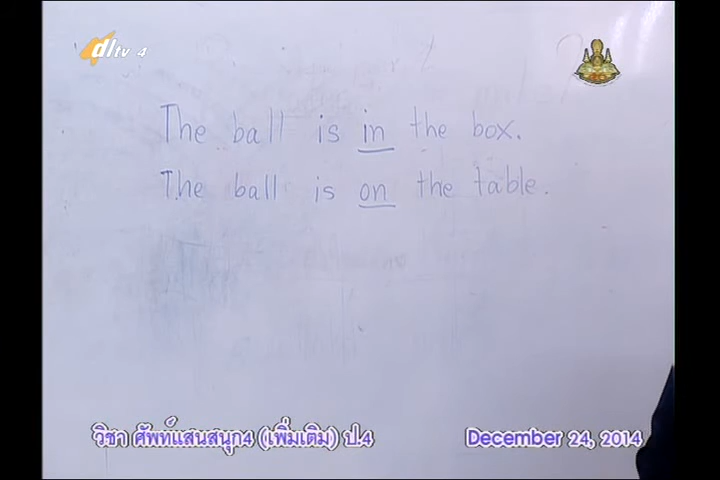 dltv 4
The ball is in the box.
The ball is on the table.
วิชา ศัพท์แสนสนุก4 (เพิ่มเติม) ป.4
December 24, 2014